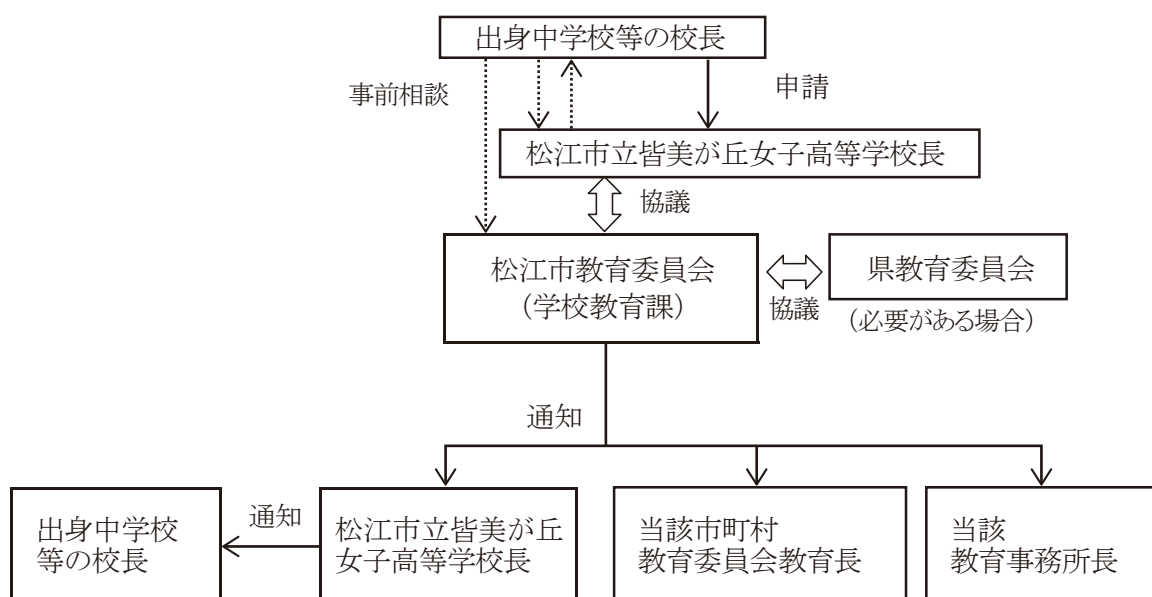 出身中学校等の校長
事前相談
申請
松江市立皆美が丘女子高等学校長
協議
松江市教育委員会
（学校教育課）
県教育委員会
協議
（必要がある場合）
通知
出身中学校
等の校長
通知
松江市立皆美が丘
女子高等学校長
当該市町村
教育委員会教育長
当該
教育事務所長